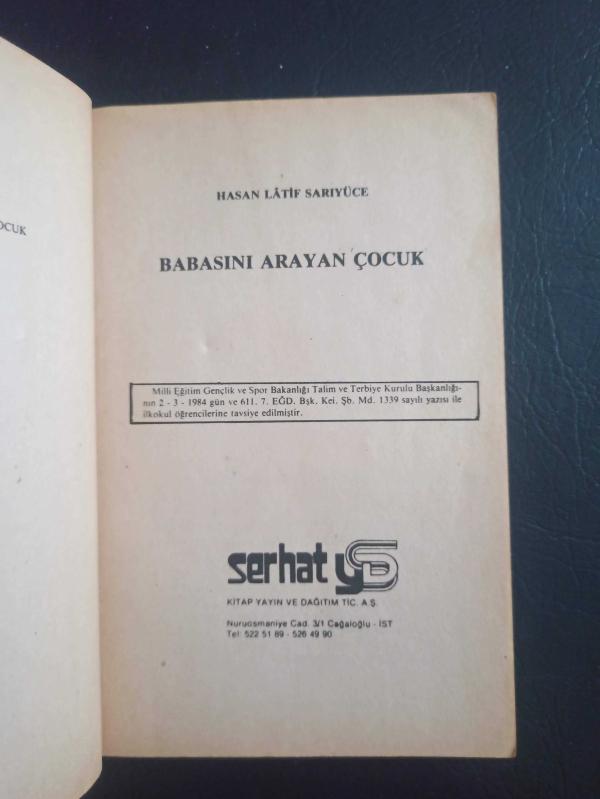 OCUK
HASAN LÂTİF SARIYÜCE
BABASINI ARAYAN ÇOCUK
Milli Eğitim Gençlik ve Spor Bakanlığı Talim ve Terbiye Kurulu Başkanlığı-
nın 2 - 3 - 1984 gün ve 611. 7. EĞD. Bşk. Kei. Şb. Md. 1339 sayılı yazısı ile
ilkokul öğrencilerine tavsiye edilmiştir.
serhat y
KİTAP YAYIN VE DAĞITIM TİC. A.Ş.
Nuruosmaniye Cad. 3/1 Cağaloğlu - İST
Tel: 522 51 89 - 526 49 90